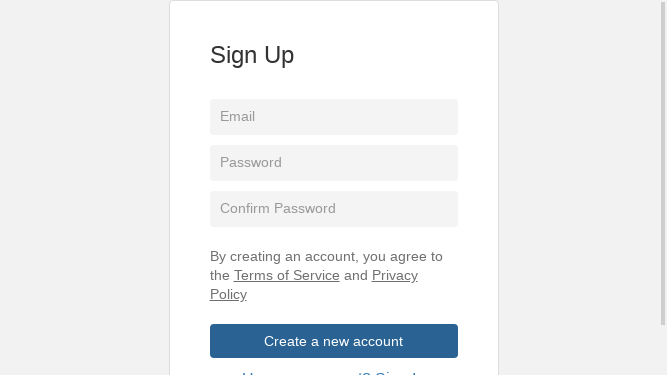 Sign Up
Email
Password
Confirm Password
By creating an account, you agree to
the Terms of Service and Privacy
Policy
Create a new account